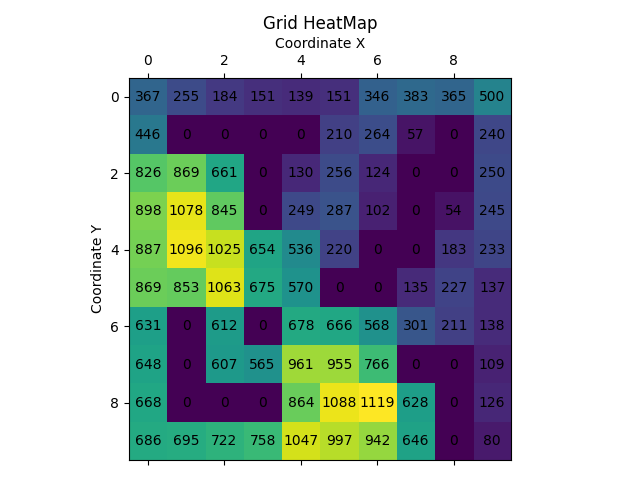 Grid HeatMap
Coordinate X
0 2 4 6 8
0 367 255 184 151 139 151 346 383 365 500
446 0 0 0 0 210 264 57 0 240
2 826 869 661 0 130 256 124 0 0 250
898 1078 845 0 249 287 102 0 54 245
4 887 1096 1025 654 536 220 0 0 183 233
869 853 1063 675 570 0 0 135 227 137
6 631 0 612 0 678 666 568 301 211 138
648 0 607 565 961 955 766 0 0 109
8 668 0 0 0 864 1088 1119 628 0 126
686 695 722 758 1047 997 942 646 0 80
Coordinate Y